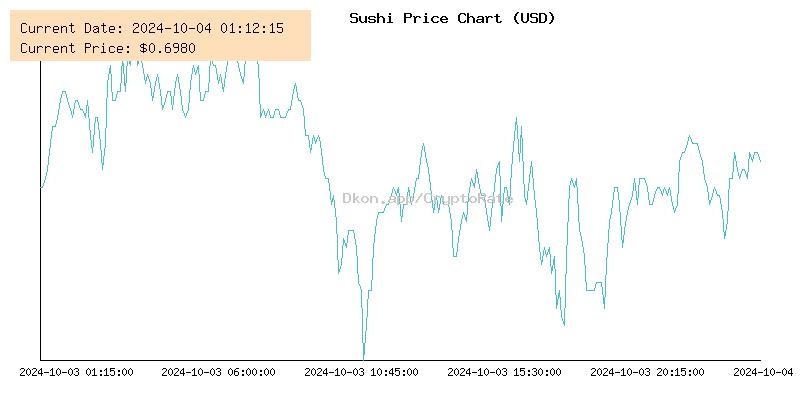 Sushi Price Chart (USD)
Current Date: 2024-10-04 01:12:15
Current Price: $0.6980
Dkon.app/CryptoRate
2024-10-03 01:15:00 2024-10-03 06:00:00 2024-10-03 10:45:00 2024-10-03 15:30:00 2024-10-03 20:15:00 2024-10-04